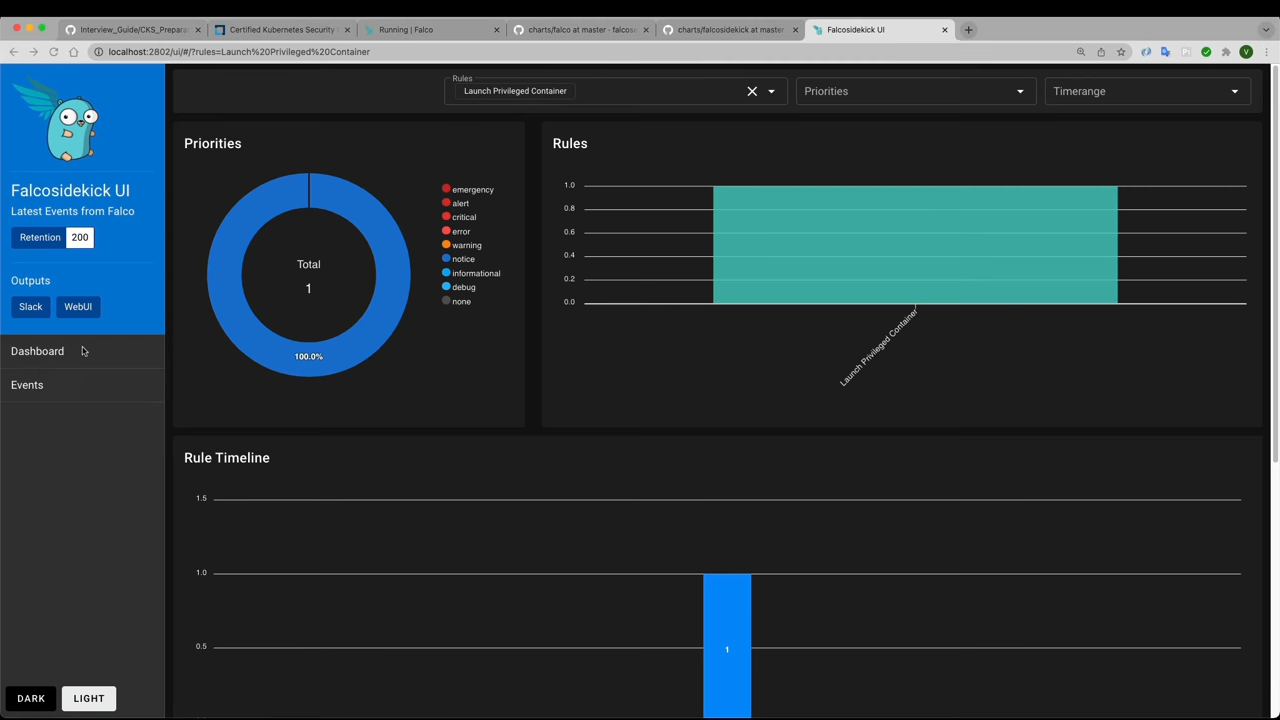 Interview_Guide/CKS_Prepara
Certified Kubernetes Security
Running | Falco
charts/falco at master · falcose
charts/falcosidekick at master
Falcosidekick UI
localhost:2802/ui/#/?rules=Launch%20Privileged%20Container
V
Rules
Launch Privileged Container
Priorities
Timerange
Falcosidekick UI
Latest Events from Falco
Retention 200
Outputs
Slack WebUI
Dashboard
Events
DARK LIGHT
Priorities
Total
1
100.0%
emergency
alert
critical
error
warning
notice
informational
debug
none
Rules
1.0
0.8
0.6
0.4
0.2
0.0
Launch Privileged Container
Rule Timeline
1.5
1.0
0.5
1